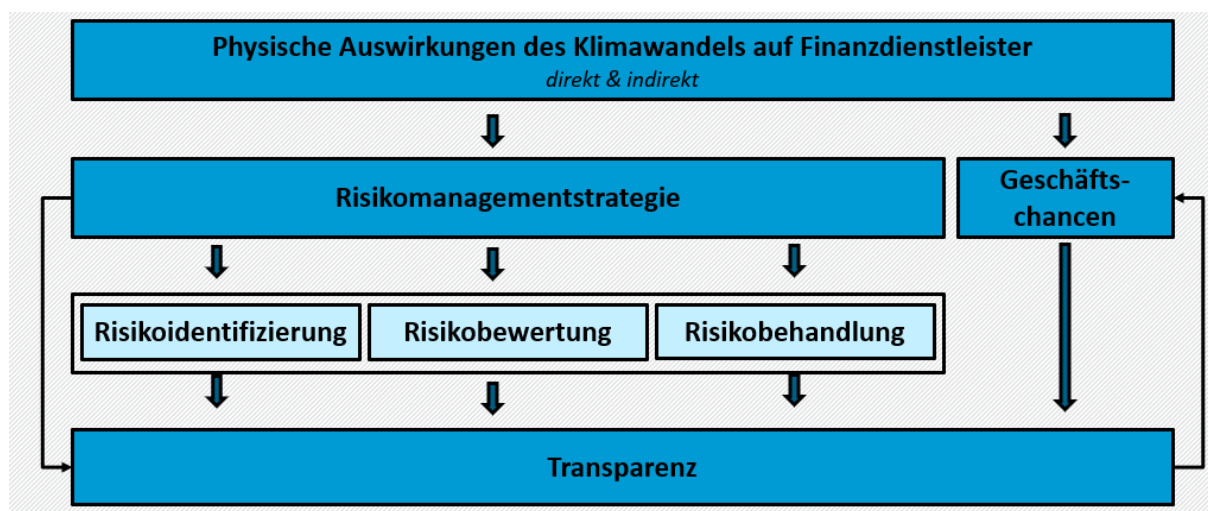 Physische Auswirkungen des Klimawandels auf Finanzdienstleister
direkt & indirekt
Risikomanagementstrategie
Geschäfts-
chancen
Risikoidentifizierung
Risikobewertung
Risikobehandlung
Transparenz